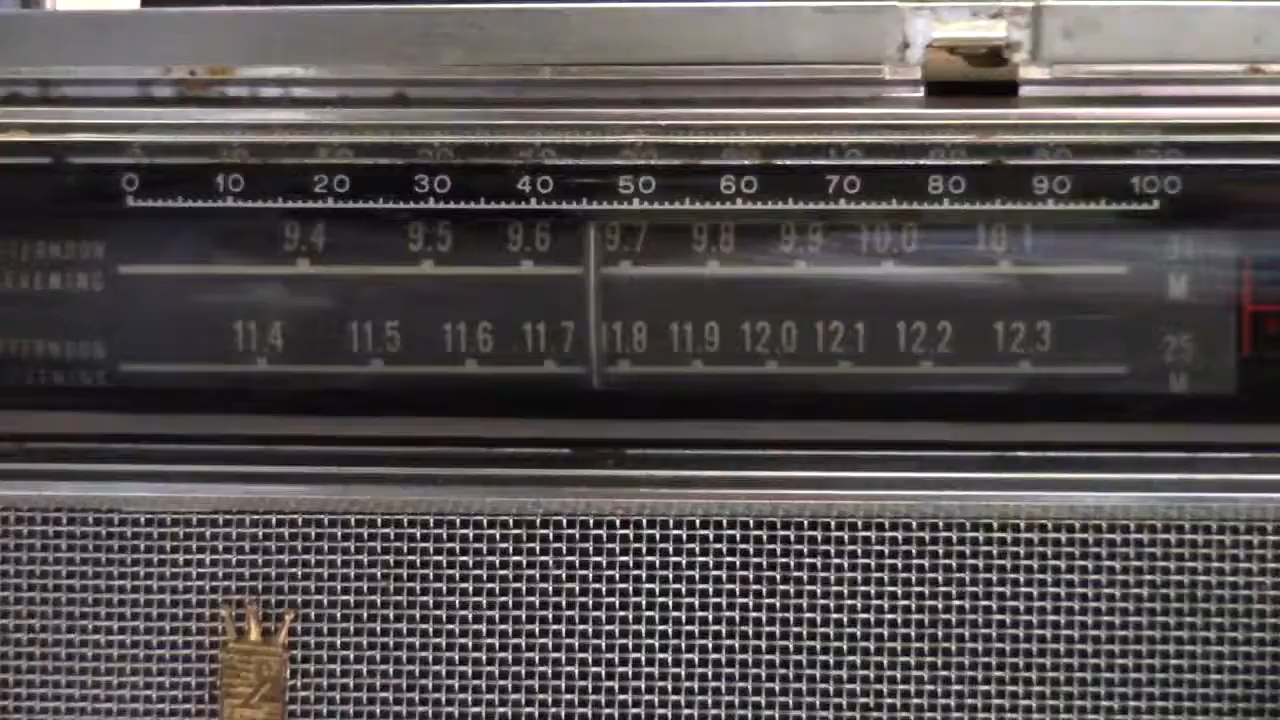 0 10 20 30 40 50 60 70 80 90 100
9.4 9.5 9.6 9.7 9.8 9.9 10.0 10.1 31
EVENING M
11.4 11.5 11.6 11.7 11.8 11.9 12.0 12.1 12.2 12.3 25
M